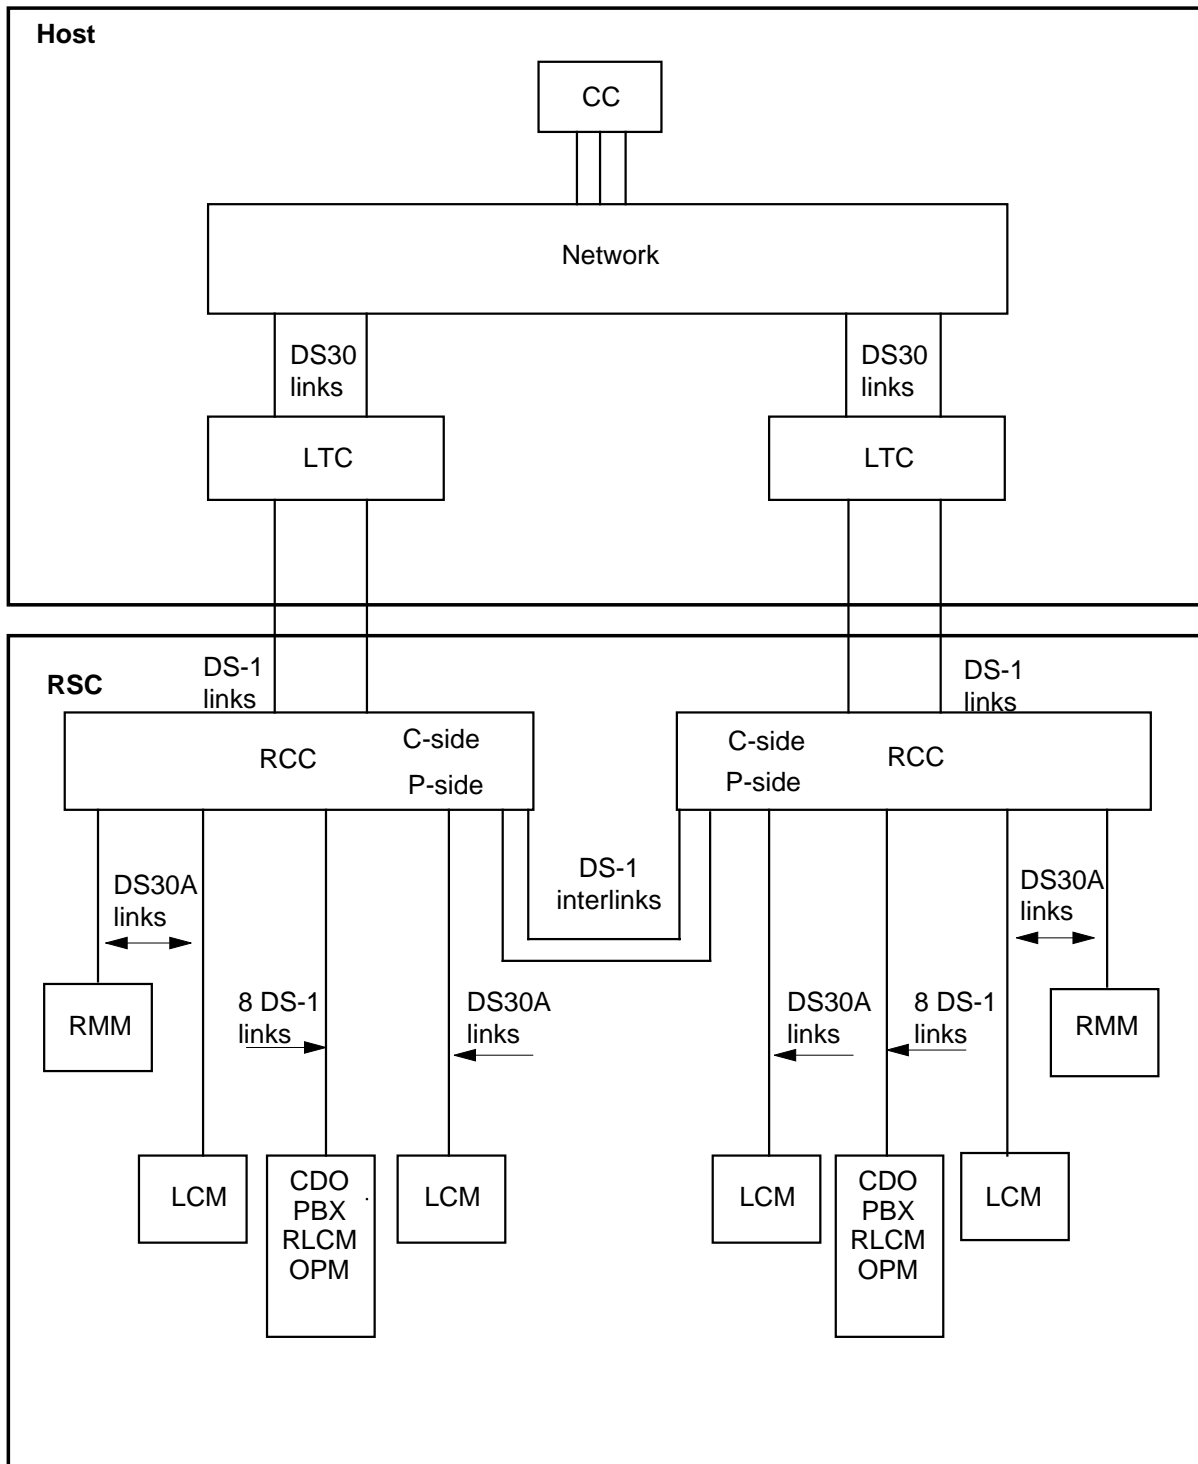 Host
CC
Network
DS30
links
DS30
links
LTC
LTC
RSC
DS-1
links
DS-1
links
RCC
C-side
P-side
C-side
P-side
RCC
DS-1
interlinks
DS30A
links
DS30A
links
RMM
8 DS-1
links
DS30A
links
DS30A
links
8 DS-1
links
RMM
LCM
CDO
PBX
RLCM
OPM
LCM
LCM
CDO
PBX
RLCM
OPM
LCM